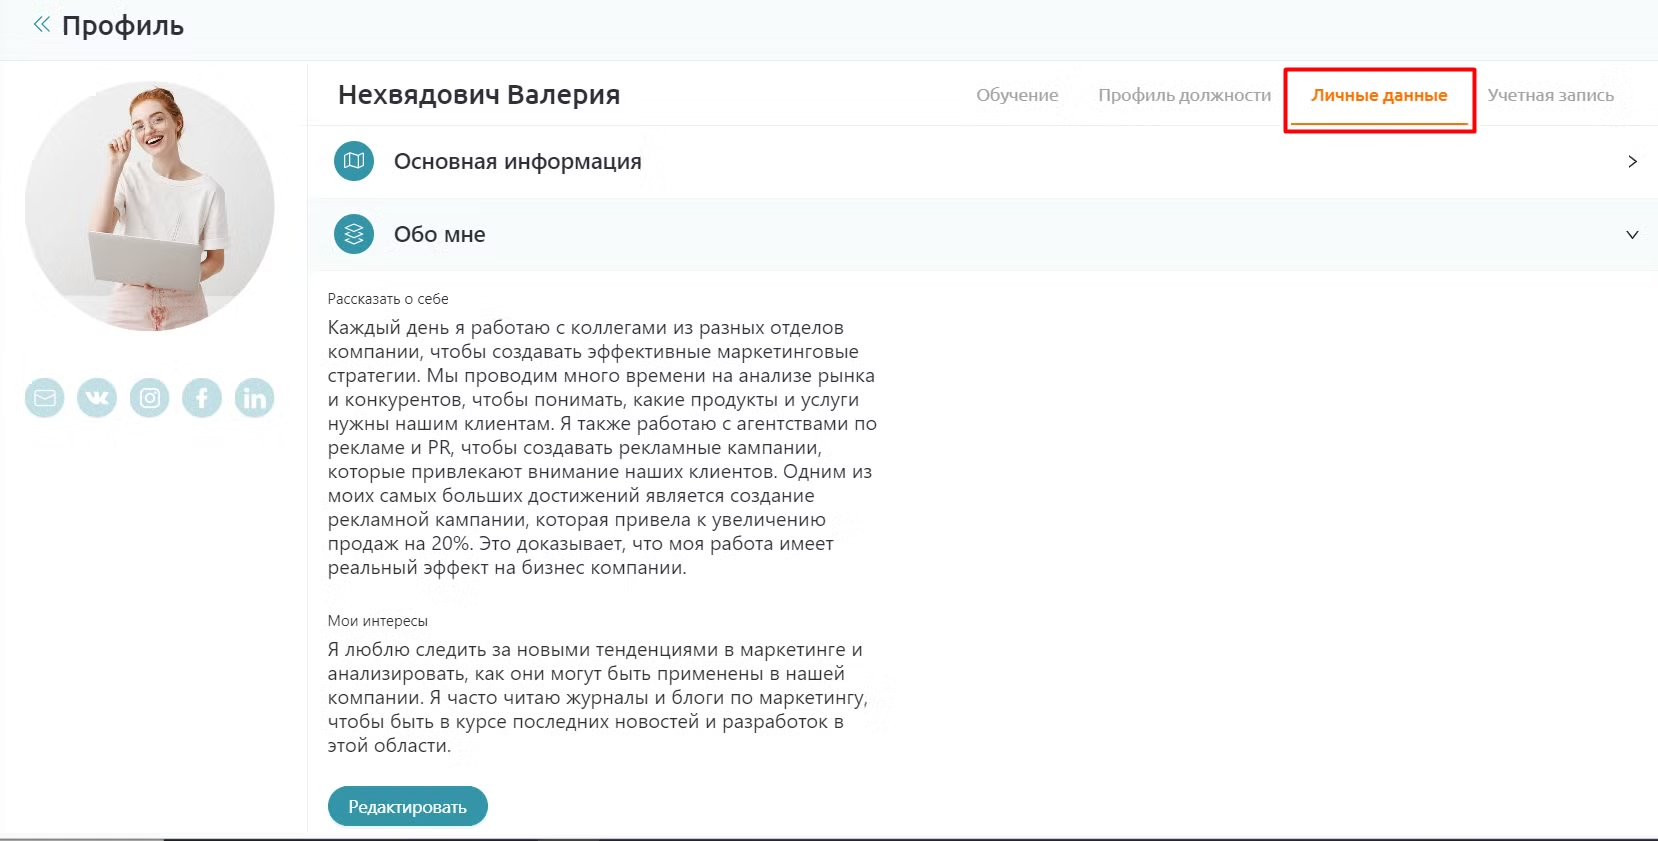 Профиль
Нехвядович Валерия
Обучение
Профиль должности
Личные данные
Учетная запись
Основная информация
Обо мне
Рассказать о себе
Каждый день я работаю с коллегами из разных отделов
компании, чтобы создавать эффективные маркетинговые
стратегии. Мы проводим много времени на анализе рынка
и конкурентов, чтобы понимать, какие продукты и услуги
нужны нашим клиентам. Я также работаю с агентствами по
рекламе и PR, чтобы создавать рекламные кампании,
которые привлекают внимание наших клиентов. Одним из
моих самых больших достижений является создание
рекламной кампании, которая привела к увеличению
продаж на 20%. Это доказывает, что моя работа имеет
реальный эффект на бизнес компании.
Мои интересы
Я люблю следить за новыми тенденциями в маркетинге и
анализировать, как они могут быть применены в нашей
компании. Я часто читаю журналы и блоги по маркетингу,
чтобы быть в курсе последних новостей и разработок в
этой области.
Редактировать